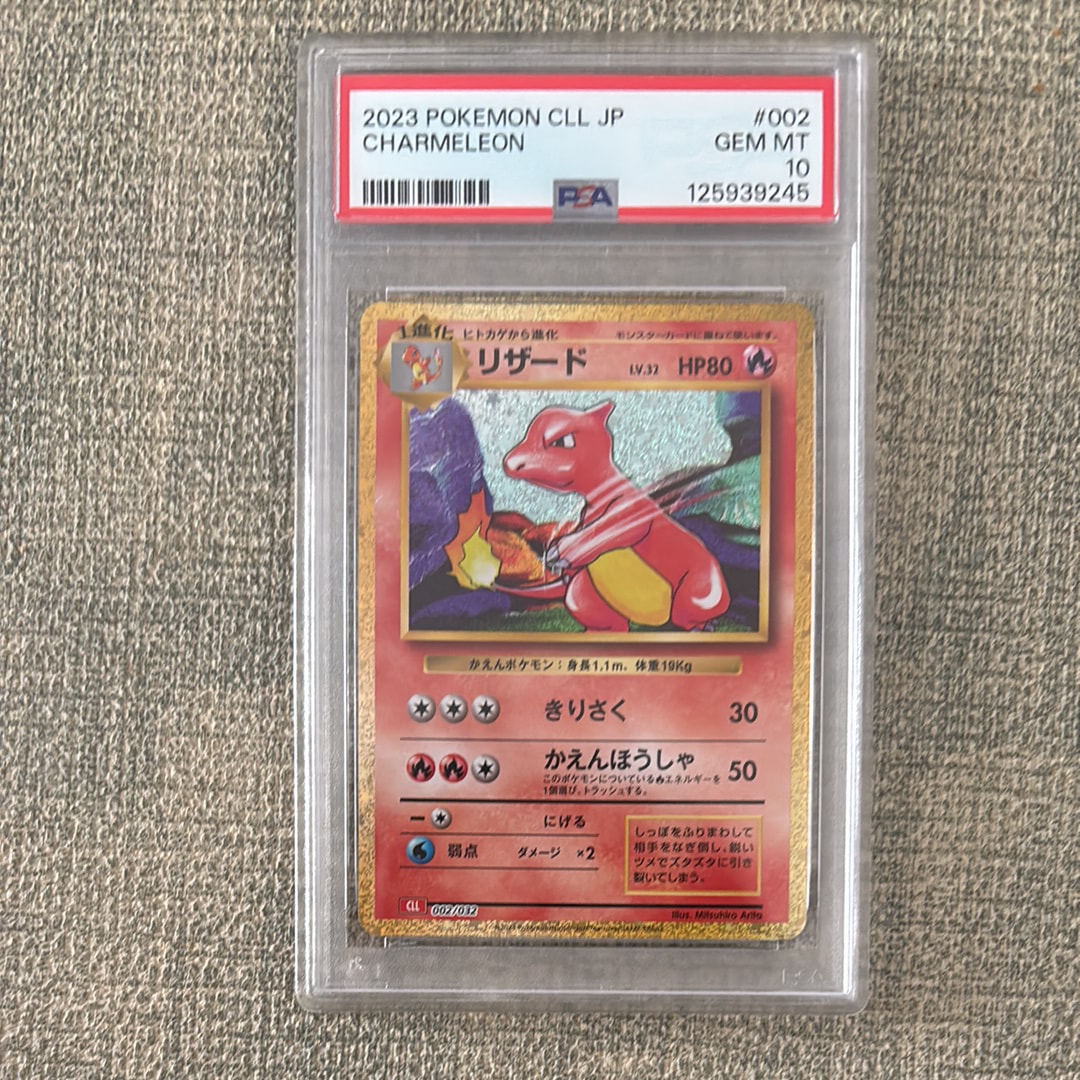 2023 POKEMON CLL JP #002
CHARMELEON GEM MT
10
PSA 125939245
1進化 ヒトカゲから進化 モンスターカードに重ねて使います。
リザード LV.32 HP80
かえんポケモン:身長1.1m、体重19Kg
きりさく 30
かえんほうしゃ 50
このポケモンについているエネルギーを
1個選び、トラッシュする。
ー にげる
弱点 ダメージ ×2
しっぽをふりまわして
相手をなぎ倒し、鋭い
ツメでズタズタに引き
裂いてしまう。
CLL 002/032 Illus. Mitsuhiro Arita